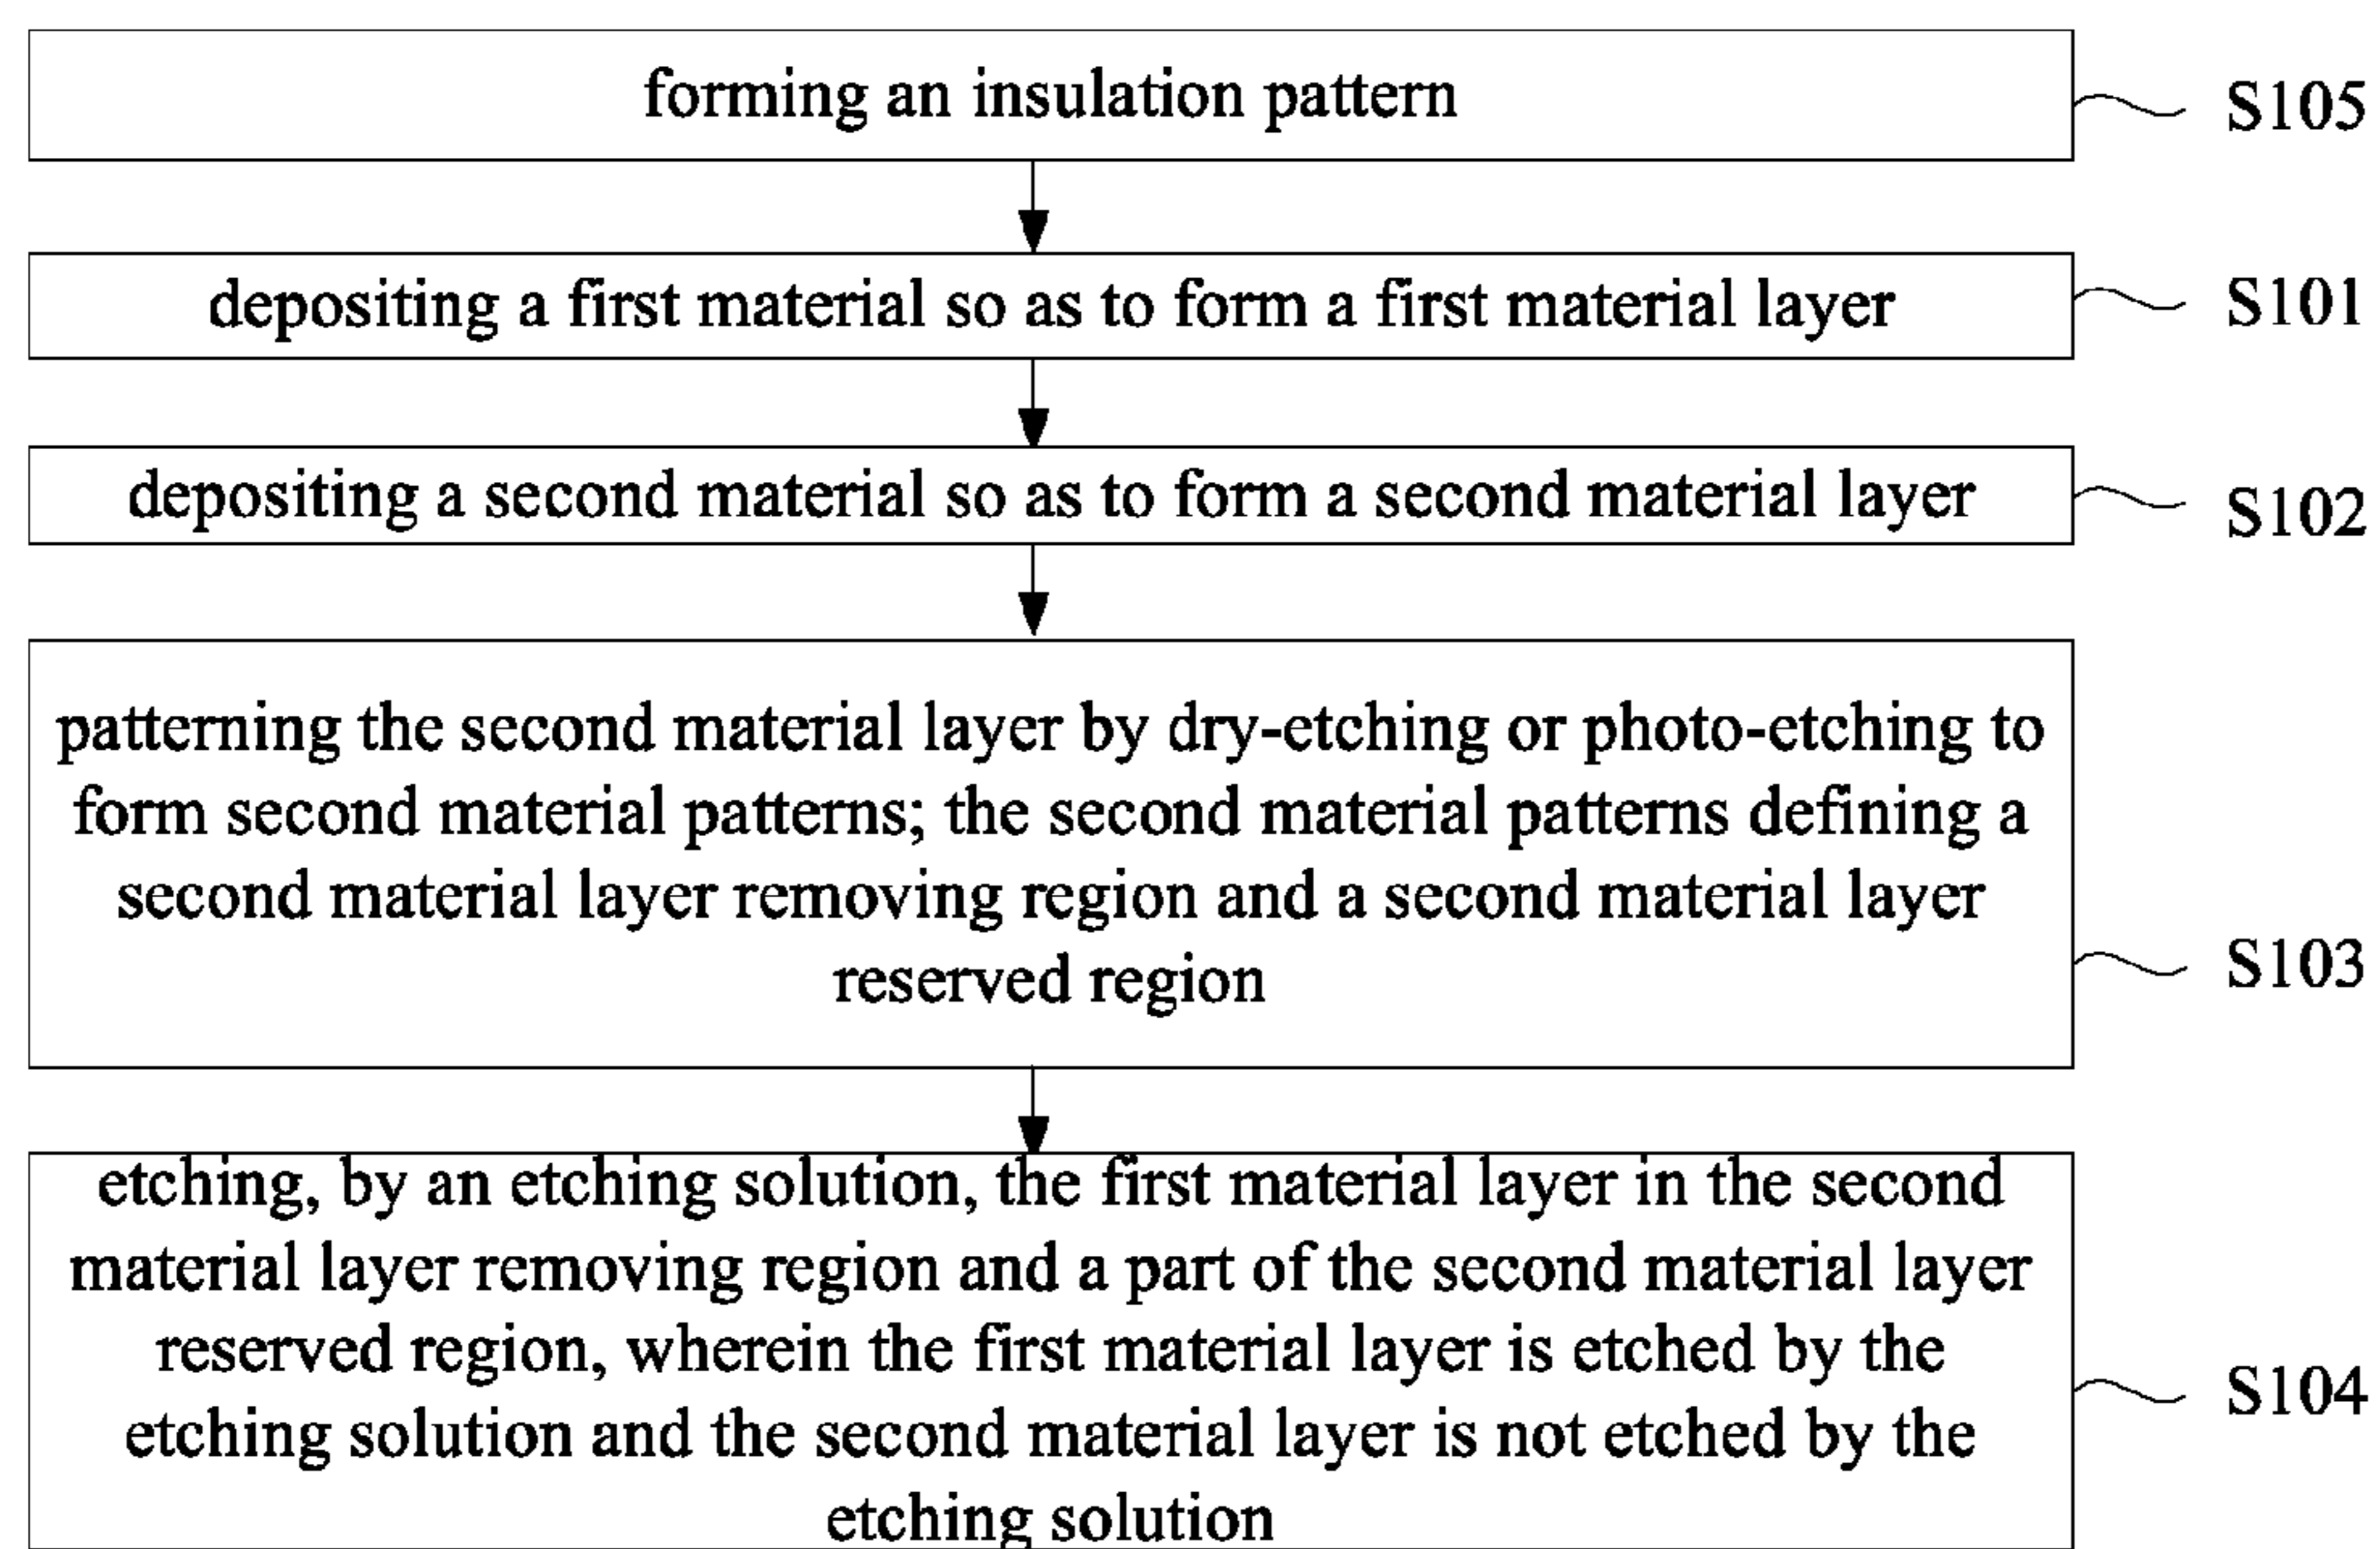 forming an insulation pattern
S105
depositing a first material so as to form a first material layer
S101
depositing a second material so as to form a second material layer
S102
patterning the second material layer by dry-etching or photo-etching to
form second material patterns; the second material patterns defining a
second material layer removing region and a second material layer
reserved region
S103
etching, by an etching solution, the first material layer in the second
material layer removing region and a part of the second material layer
reserved region, wherein the first material layer is etched by the
etching solution and the second material layer is not etched by the
etching solution
S104